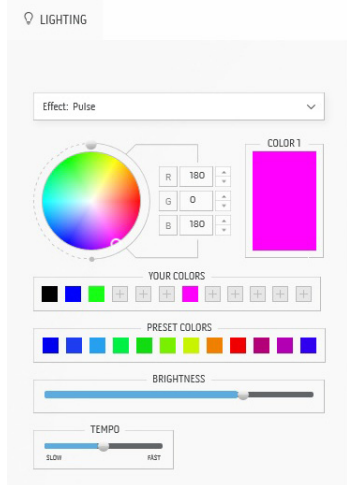 LIGHTING
Effect: Pulse
COLOR 1
R 180
G 0
B 180
YOUR COLORS
PRESET COLORS
BRIGHTNESS
TEMPO
SLOW FAST